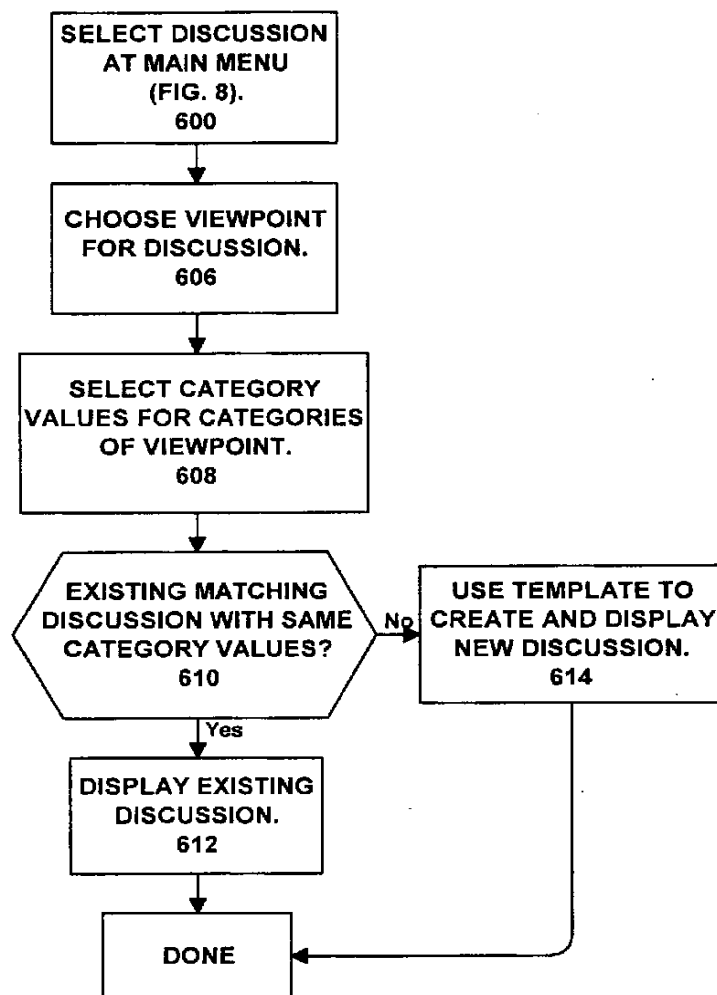 SELECT DISCUSSION
AT MAIN MENU
(FIG. 8).
600
CHOOSE VIEWPOINT
FOR DISCUSSION.
606
SELECT CATEGORY
VALUES FOR CATEGORIES
OF VIEWPOINT.
608
EXISTING MATCHING
DISCUSSION WITH SAME
CATEGORY VALUES?
610
No
USE TEMPLATE TO
CREATE AND DISPLAY
NEW DISCUSSION.
614
Yes
DISPLAY EXISTING
DISCUSSION.
612
DONE